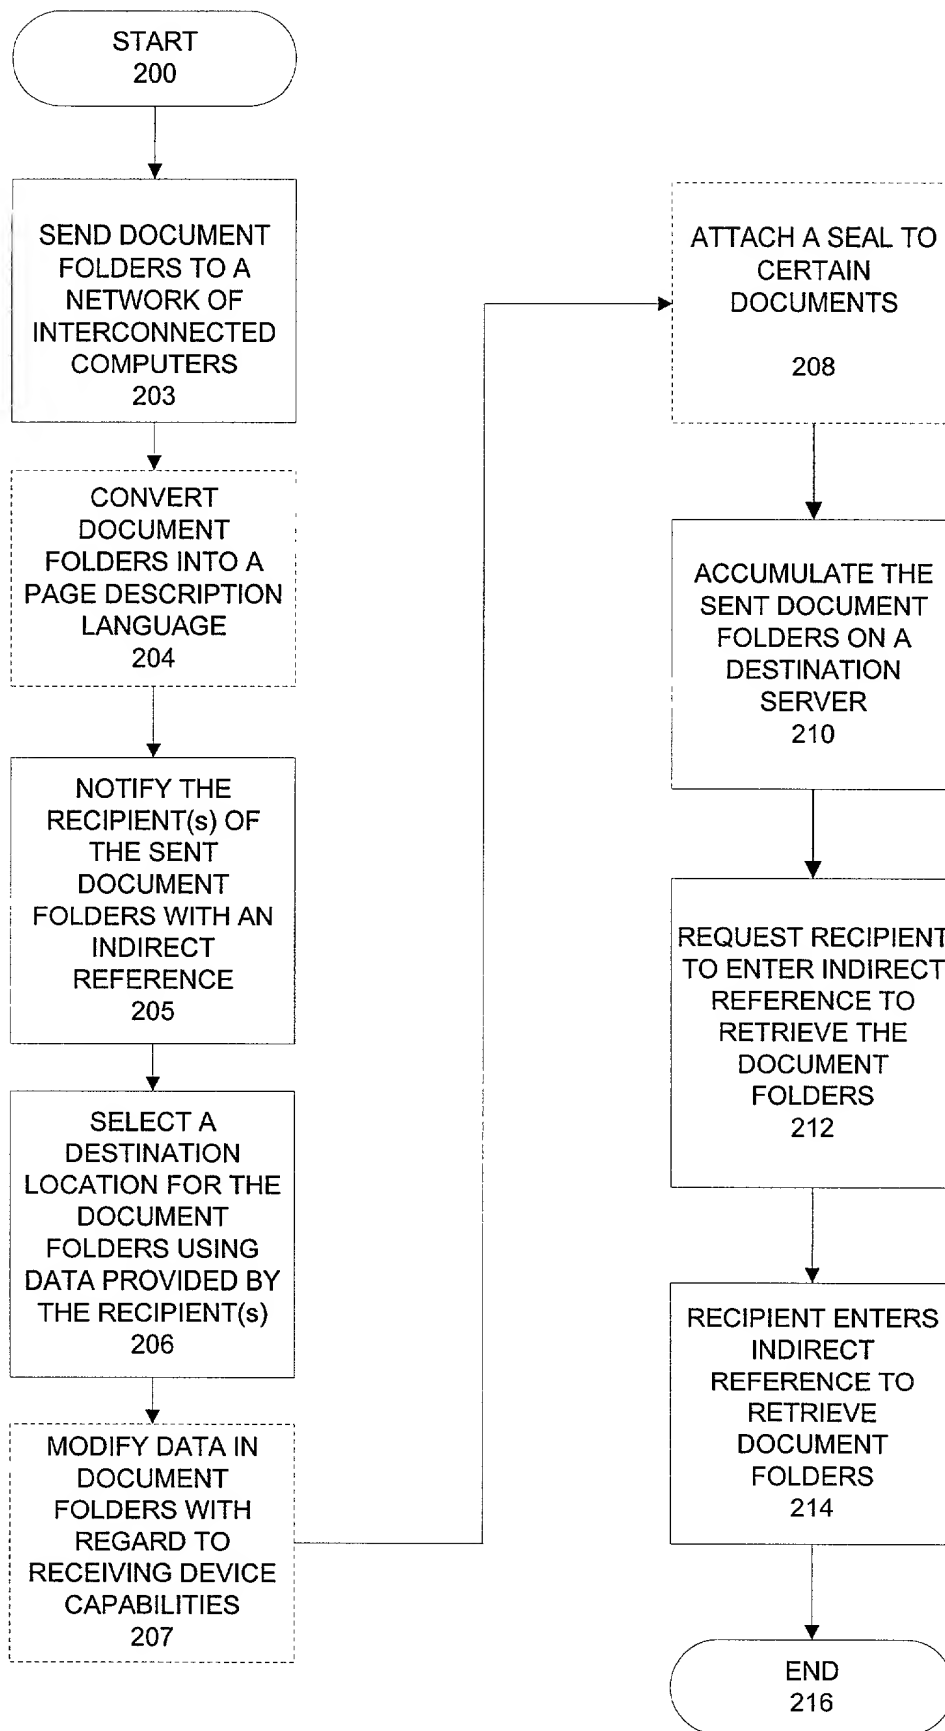 START
200
SEND DOCUMENT
FOLDERS TO A
NETWORK OF
INTERCONNECTED
COMPUTERS
203
CONVERT
DOCUMENT
FOLDERS INTO A
PAGE DESCRIPTION
LANGUAGE
204
NOTIFY THE
RECIPIENT(s) OF
THE SENT
DOCUMENT
FOLDERS WITH AN
INDIRECT
REFERENCE
205
SELECT A
DESTINATION
LOCATION FOR THE
DOCUMENT
FOLDERS USING
DATA PROVIDED BY
THE RECIPIENT(s)
206
MODIFY DATA IN
DOCUMENT
FOLDERS WITH
REGARD TO
RECEIVING DEVICE
CAPABILITIES
207
ATTACH A SEAL TO
CERTAIN
DOCUMENTS
208
ACCUMULATE THE
SENT DOCUMENT
FOLDERS ON A
DESTINATION
SERVER
210
REQUEST RECIPIENT
TO ENTER INDIRECT
REFERENCE TO
RETRIEVE THE
DOCUMENT
FOLDERS
212
RECIPIENT ENTERS
INDIRECT
REFERENCE TO
RETRIEVE
DOCUMENT
FOLDERS
214
END
216